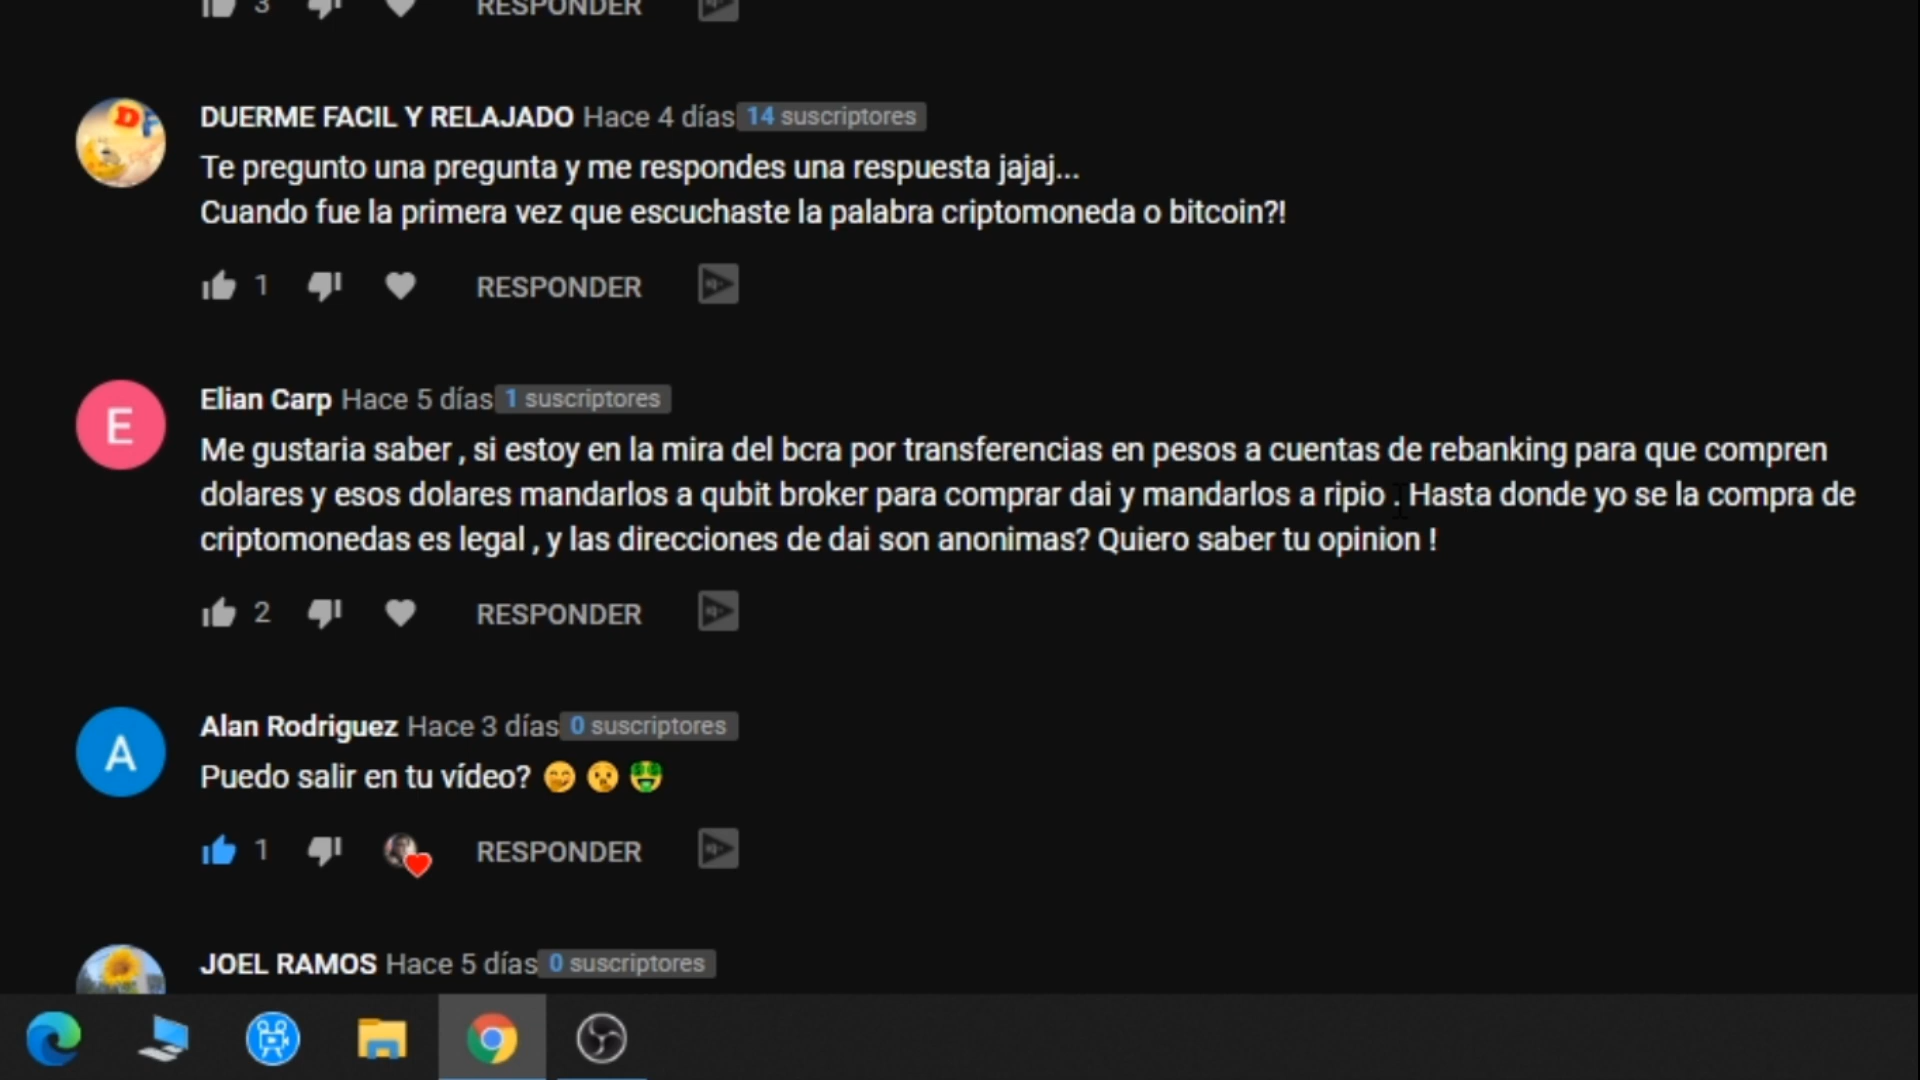 3 RESPONDER
DUERME FACIL Y RELAJADO Hace 4 días 14 suscriptores
Te pregunto una pregunta y me respondes una respuesta jajaj...
Cuando fue la primera vez que escuchaste la palabra criptomoneda o bitcoin?!
1 RESPONDER
E
Elian Carp Hace 5 días 1 suscriptores
Me gustaria saber , si estoy en la mira del bcra por transferencias en pesos a cuentas de rebanking para que compren
dolares y esos dolares mandarlos a qubit broker para comprar dai y mandarlos a ripio . Hasta donde yo se la compra de
criptomonedas es legal , y las direcciones de dai son anonimas? Quiero saber tu opinion !
2 RESPONDER
A
Alan Rodriguez Hace 3 días 0 suscriptores
Puedo salir en tu vídeo? 🤭 😯 🤑
1 RESPONDER
JOEL RAMOS Hace 5 días 0 suscriptores